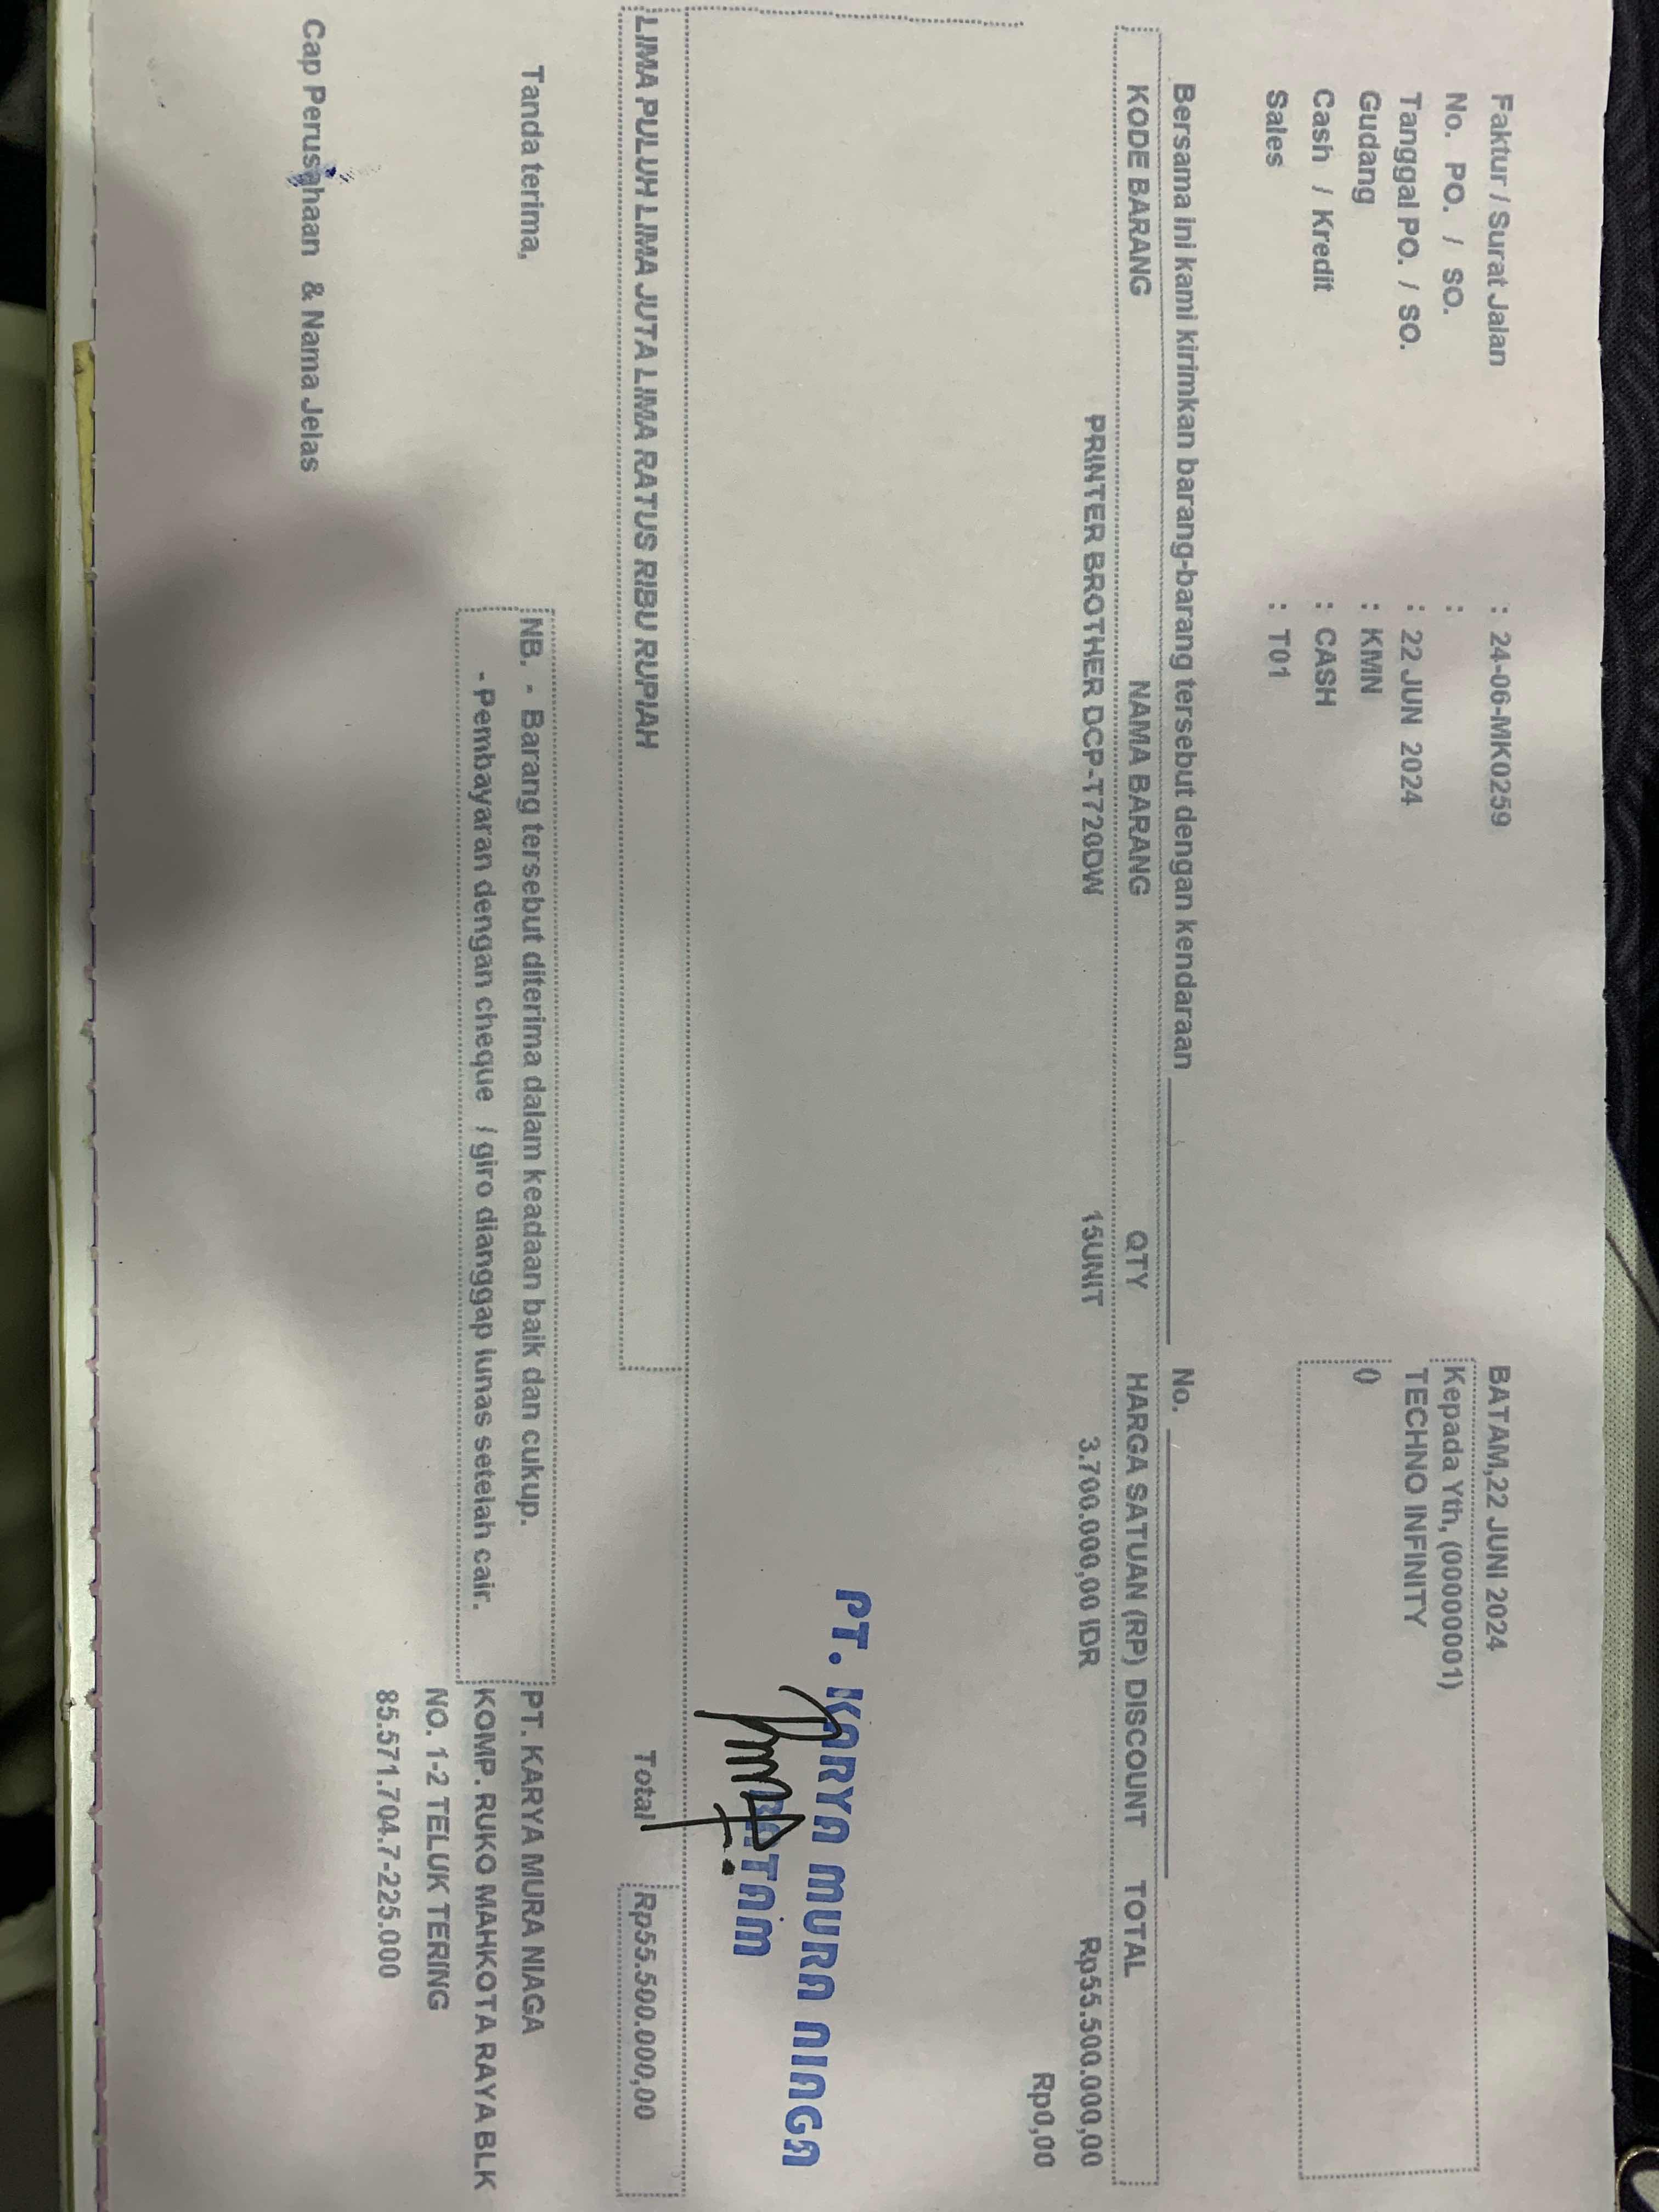 BATAM,22 JUNI 2024
Faktur / Surat Jalan : 24-06-MK0259
Kepada Yth, (00000001)
No. PO. / SO. :
TECHNO INFINITY
Tanggal PO. / SO. : 22 JUN 2024
0
Gudang : KMN
Cash / Kredit : CASH
Sales : T01
Bersama ini kami kirimkan barang-barang tersebut dengan kendaraan No.
KODE BARANG NAMA BARANG QTY HARGA SATUAN (RP) DISCOUNT TOTAL
PRINTER BROTHER DCP-T720DW 15UNIT 3.700.000,00 IDR Rp55.500.000,00
Rp0,00
PT. KARYA MURA NIAGA
BATAM
LIMA PULUH LIMA JUTA LIMA RATUS RIBU RUPIAH Total Rp55.500.000,00
Tanda terima,
NB. - Barang tersebut diterima dalam keadaan baik dan cukup.
- Pembayaran dengan cheque / giro dianggap lunas setelah cair.
PT. KARYA MURA NIAGA
KOMP. RUKO MAHKOTA RAYA BLK
NO. 1-2 TELUK TERING
85.571.704.7-225.000
Cap Perusahaan & Nama Jelas